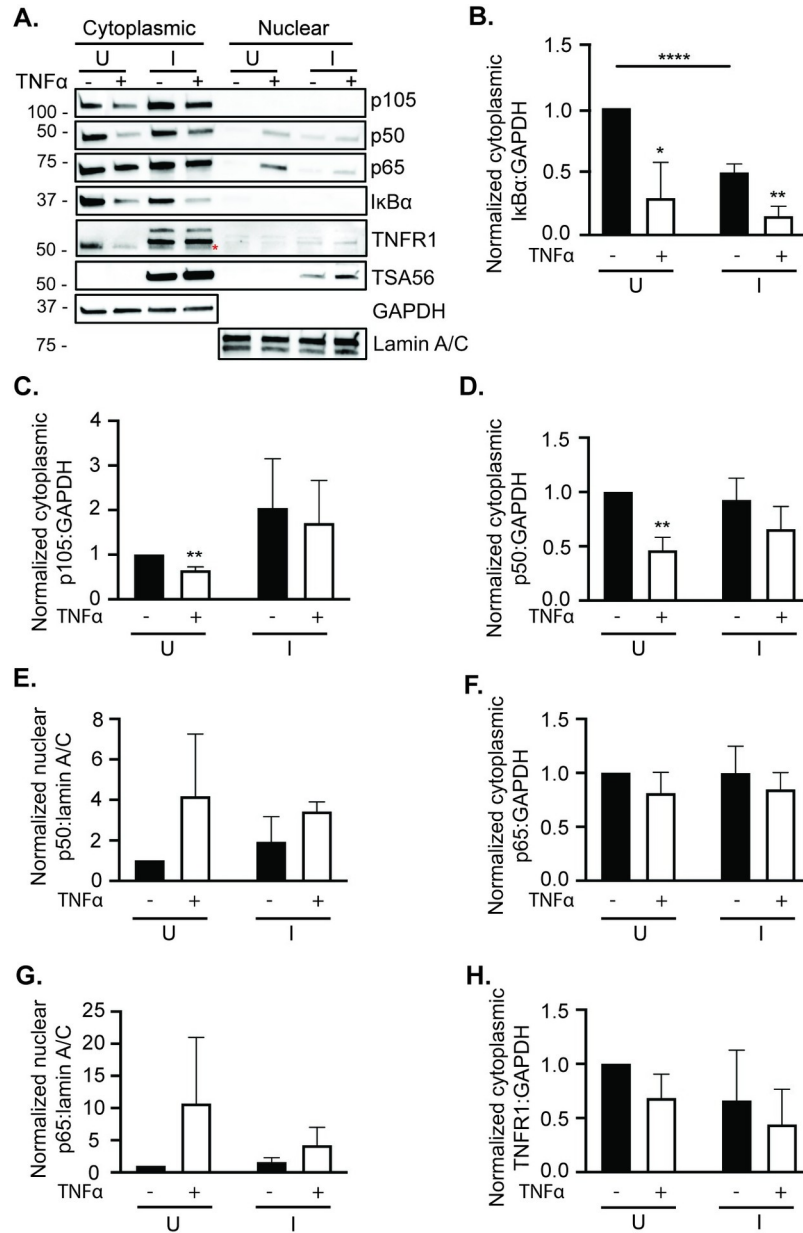 A.
Cytoplasmic Nuclear
U I U I
TNFα - + - + - + - +
100 - p105
50 - p50
75 - p65
37 - IκBα
50 - * TNFR1
50 - TSA56
37 - GAPDH
75 - Lamin A/C
B.
Normalized cytoplasmic
IκBα:GAPDH
1.5
1.0
0.5
0.0
****
*
**
TNFα - + - +
U I
C.
Normalized cytoplasmic
p105:GAPDH
4
3
2
1
0
**
TNFα - + - +
U I
D.
Normalized cytoplasmic
p50:GAPDH
1.5
1.0
0.5
0.0
**
TNFα - + - +
U I
E.
Normalized nuclear
p50:lamin A/C
8
6
4
2
0
TNFα - + - +
U I
F.
Normalized cytoplasmic
p65:GAPDH
1.5
1.0
0.5
0.0
TNFα - + - +
U I
G.
Normalized nuclear
p65:lamin A/C
25
20
15
10
5
0
TNFα - + - +
U I
H.
Normalized cytoplasmic
TNFR1:GAPDH
1.5
1.0
0.5
0.0
TNFα - + - +
U I